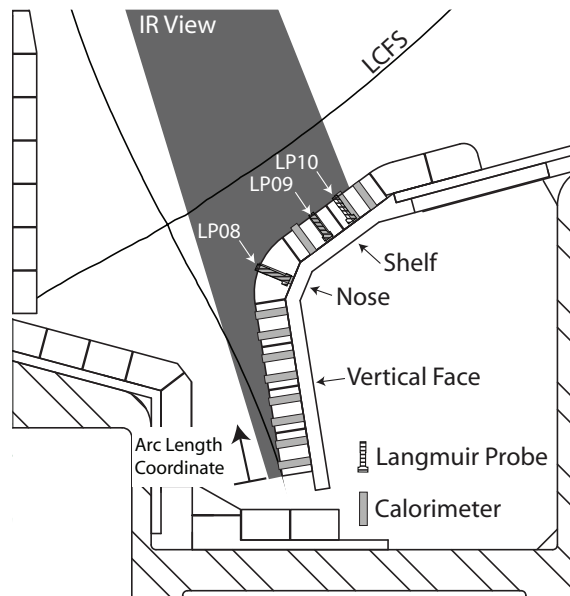 IR View
LCFS
LP10
LP09
LP08
Shelf
Nose
Vertical Face
Arc Length
Coordinate
Langmuir Probe
Calorimeter